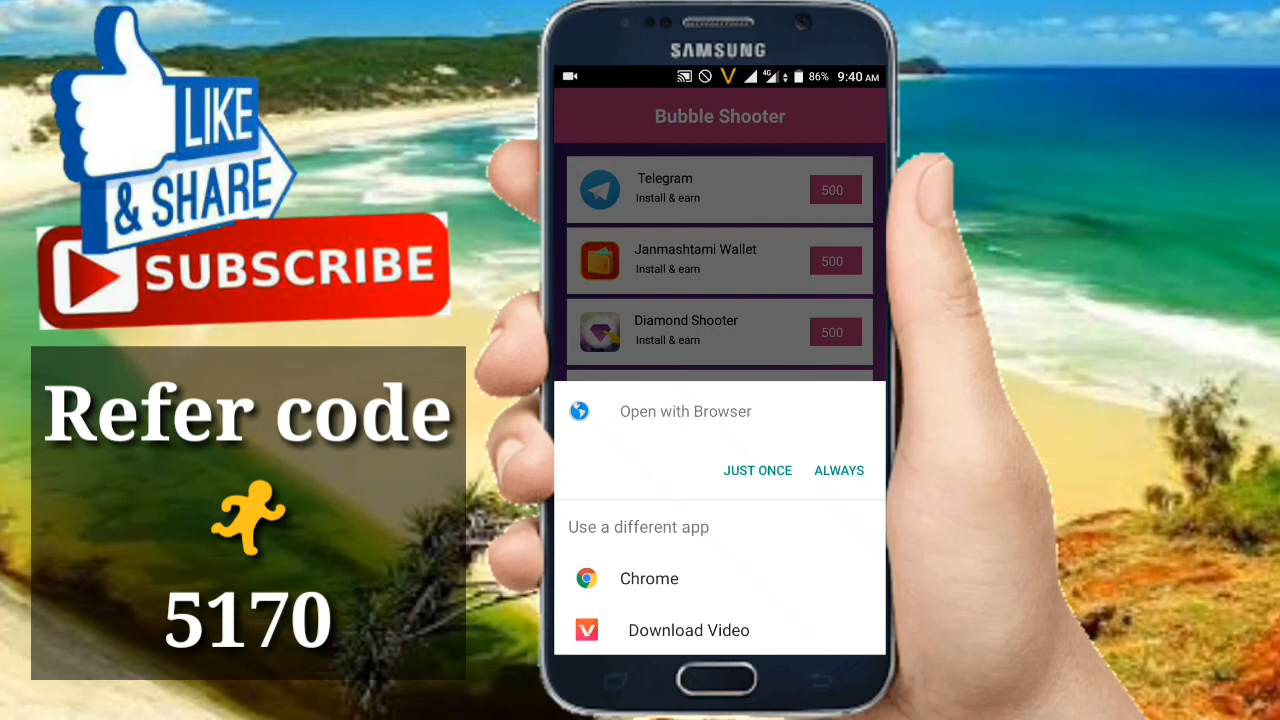 LIKE
& SHARE
SUBSCRIBE
Refer code
5170
SAMSUNG
4G 86% 9:40 AM
Bubble Shooter
Telegram
Install & earn
500
Janmashtami Wallet
Install & earn
500
Diamond Shooter
Install & earn
500
Open with Browser
JUST ONCE ALWAYS
Use a different app
Chrome
Download Video